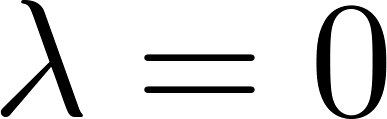 λ = 0